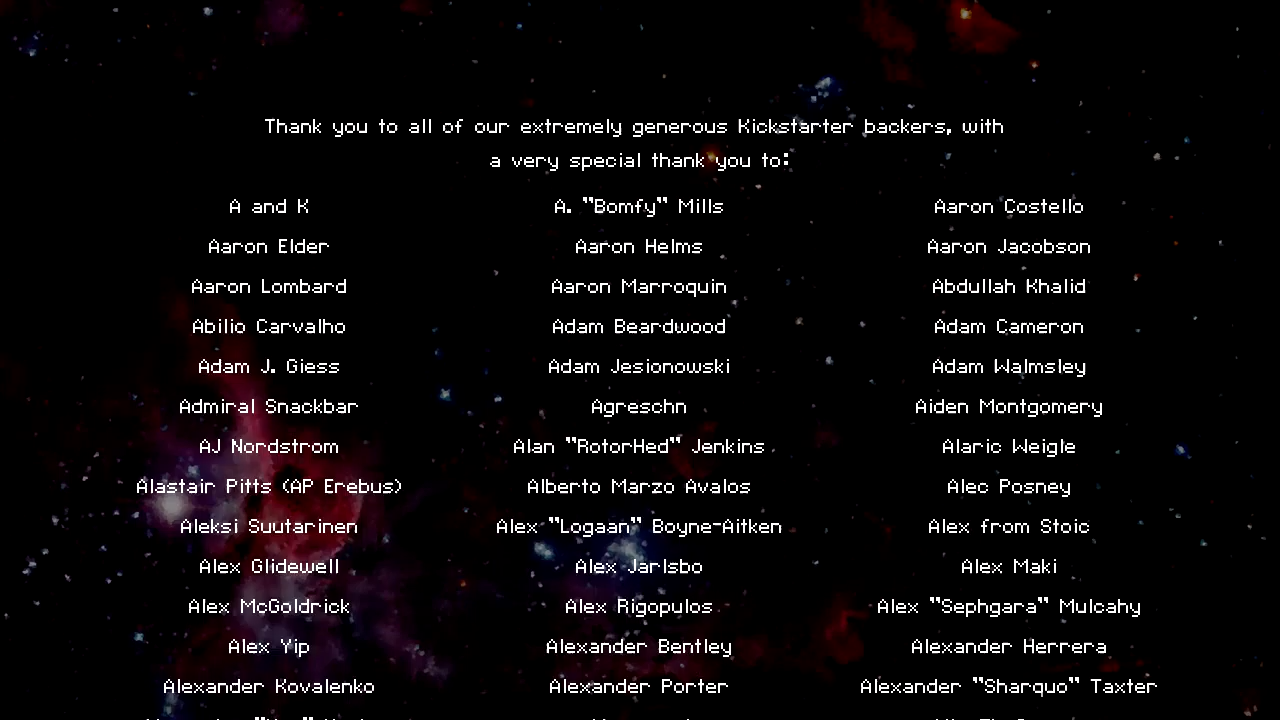 Thank you to all of our extremely generous Kickstarter backers, with
a very special thank you to:
A and K A. "Bomfy" Mills Aaron Costello
Aaron Elder Aaron Helms Aaron Jacobson
Aaron Lombard Aaron Marroquin Abdullah Khalid
Abilio Carvalho Adam Beardwood Adam Cameron
Adam J. Giess Adam Jesionowski Adam Walmsley
Admiral Snackbar Agreschn Aiden Montgomery
AJ Nordstrom Alan "RotorHed" Jenkins Alaric Weigle
Alastair Pitts (AP Erebus) Alberto Marzo Avalos Alec Posney
Aleksi Suutarinen Alex "Logaan" Boyne-Aitken Alex from Stoic
Alex Glidewell Alex Jarlsbo Alex Maki
Alex McGoldrick Alex Rigopulos Alex "Sephgara" Mulcahy
Alex Yip Alexander Bentley Alexander Herrera
Alexander Kovalenko Alexander Porter Alexander "Sharquo" Taxter